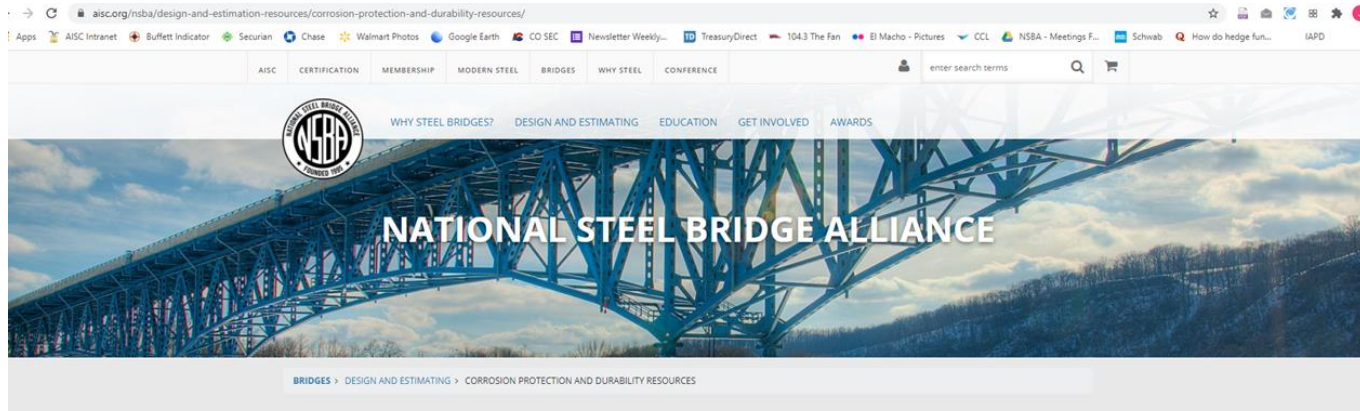 aisc.org/nsba/design-and-estimation-resources/corrosion-protection-and-durability-resources/
Apps AISC Intranet Buffett Indicator Securian Chase Walmart Photos Google Earth CO SEC Newsletter Weekly... TreasuryDirect 104.3 The Fan El Macho - Pictures CCL NSBA - Meetings F... Schwab How do hedge fun... IAPD
AISC CERTIFICATION MEMBERSHIP MODERN STEEL BRIDGES WHY STEEL CONFERENCE enter search terms
WHY STEEL BRIDGES? DESIGN AND ESTIMATING EDUCATION GET INVOLVED AWARDS
NATIONAL STEEL BRIDGE ALLIANCE
NSBA
FOUNDED 1995
NATIONAL STEEL BRIDGE ALLIANCE
BRIDGES > DESIGN AND ESTIMATING > CORROSION PROTECTION AND DURABILITY RESOURCES